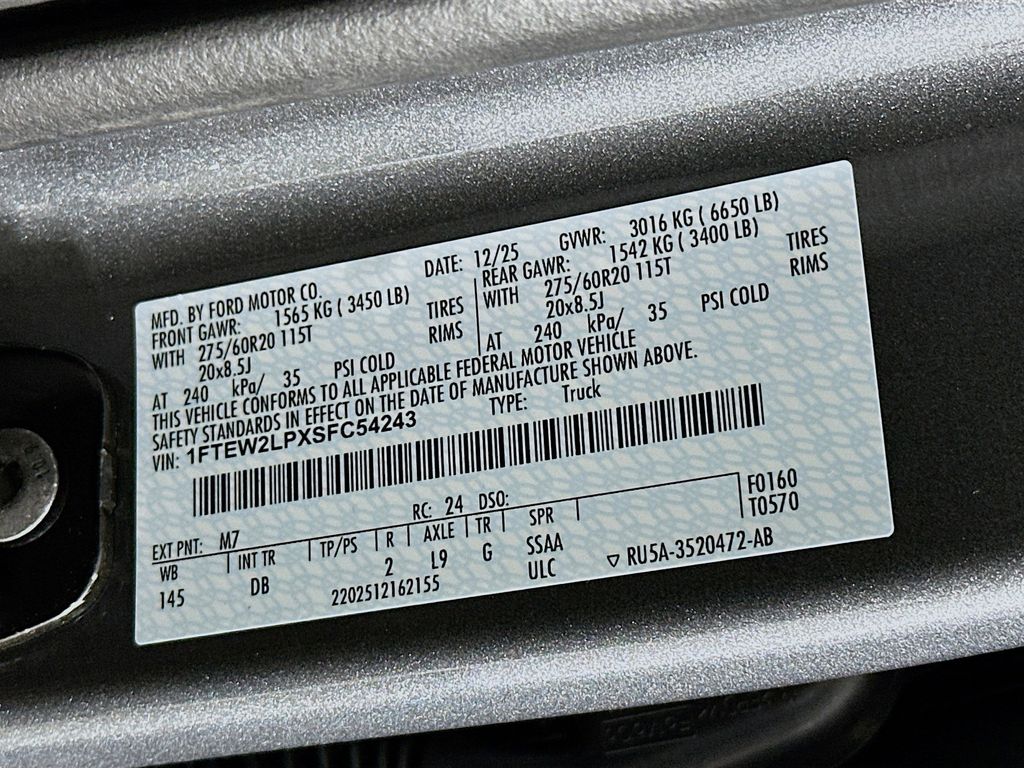 MFD. BY FORD MOTOR CO.
DATE: 12/25
GVWR: 3016 KG ( 6650 LB)
FRONT GAWR: 1565 KG ( 3450 LB)
REAR GAWR: 1542 KG ( 3400 LB)
WITH 275/60R20 115T TIRES
WITH 275/60R20 115T TIRES
20x8.5J RIMS
20x8.5J RIMS
AT 240 kPa/ 35 PSI COLD
AT 240 kPa/ 35 PSI COLD
THIS VEHICLE CONFORMS TO ALL APPLICABLE FEDERAL MOTOR VEHICLE
SAFETY STANDARDS IN EFFECT ON THE DATE OF MANUFACTURE SHOWN ABOVE.
VIN: 1FTEW2LPXSFC54243
TYPE: Truck
F0160
T0570
EXT PNT: M7 RC: 24 DSO:
WB INT TR TP/PS R AXLE TR SPR
145 DB 2 L9 G SSAA
ULC
2202512162155
▽ RU5A-3520472-AB